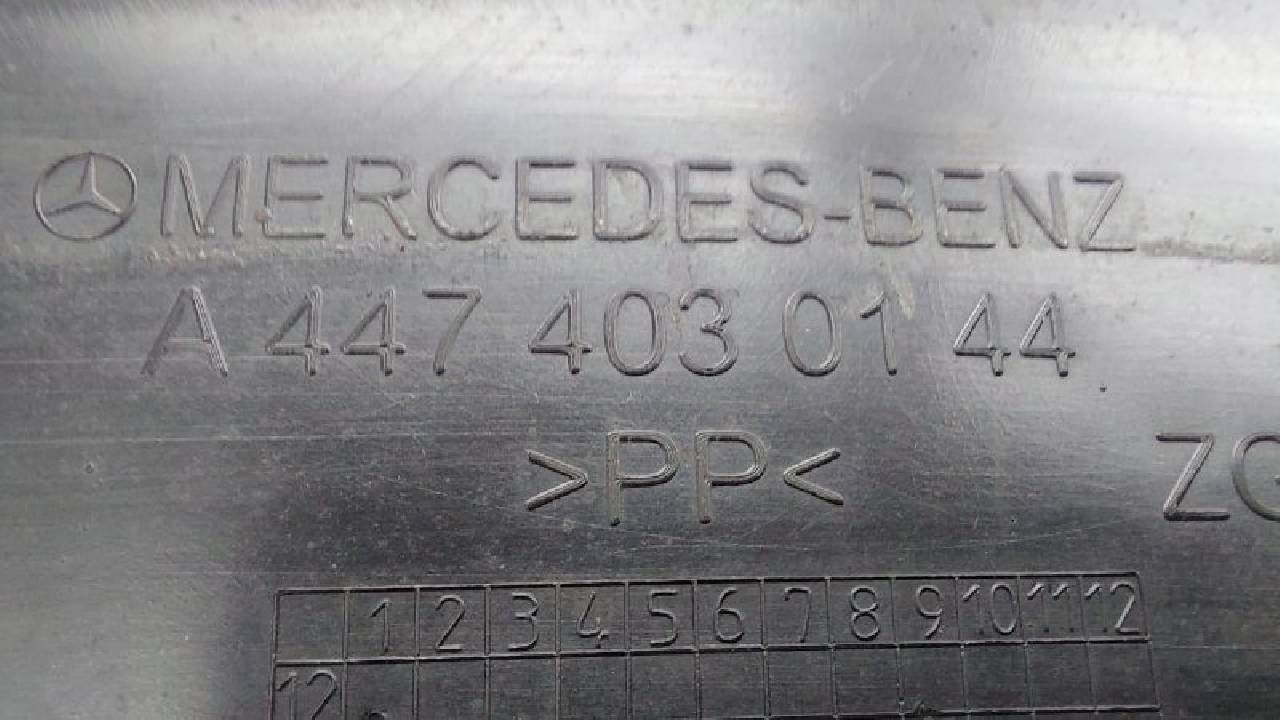 MERCEDES-BENZ
A 447 403 01 44
>PP<
1 2 3 4 5 6 7 8 9 10 11 12
12